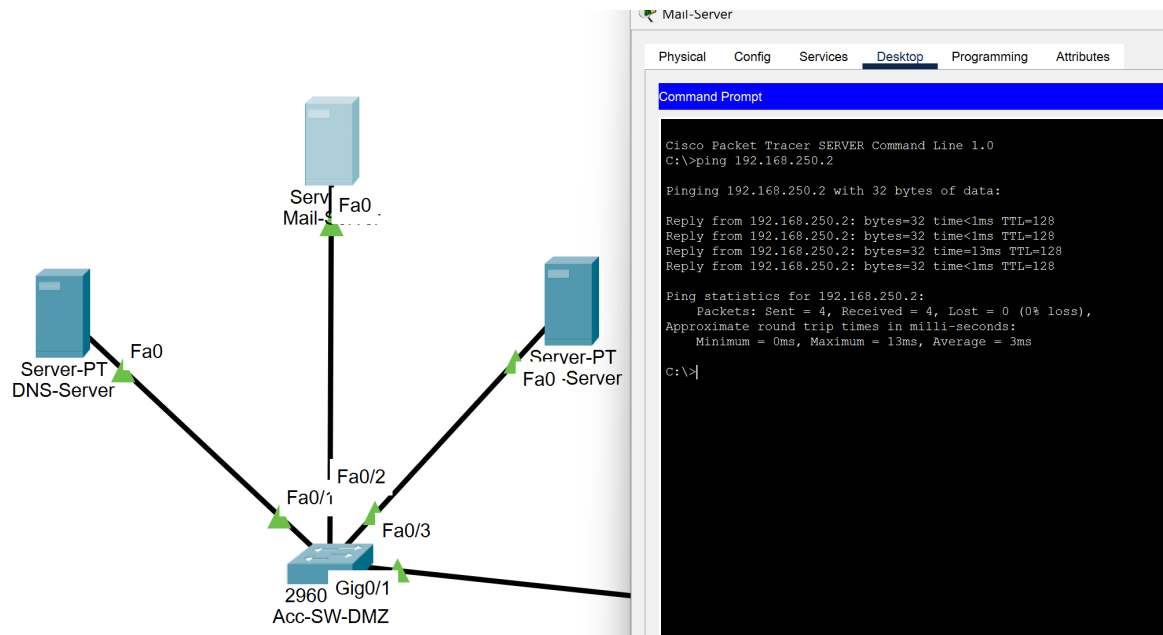 Mail-Server
Physical Config Services Desktop Programming Attributes
Command Prompt
Cisco Packet Tracer SERVER Command Line 1.0
C:\>ping 192.168.250.2
Pinging 192.168.250.2 with 32 bytes of data:
Reply from 192.168.250.2: bytes=32 time<1ms TTL=128
Reply from 192.168.250.2: bytes=32 time<1ms TTL=128
Reply from 192.168.250.2: bytes=32 time=13ms TTL=128
Reply from 192.168.250.2: bytes=32 time<1ms TTL=128
Ping statistics for 192.168.250.2:
Packets: Sent = 4, Received = 4, Lost = 0 (0% loss),
Approximate round trip times in milli-seconds:
Minimum = 0ms, Maximum = 13ms, Average = 3ms
C:\>
Serv
Fa0
Mail-S
Fa0
Server-PT
DNS-Server
Server-PT
Fa0 -Server
Fa0/2
Fa0/1
Fa0/3
Gig0/1
2960
Acc-SW-DMZ